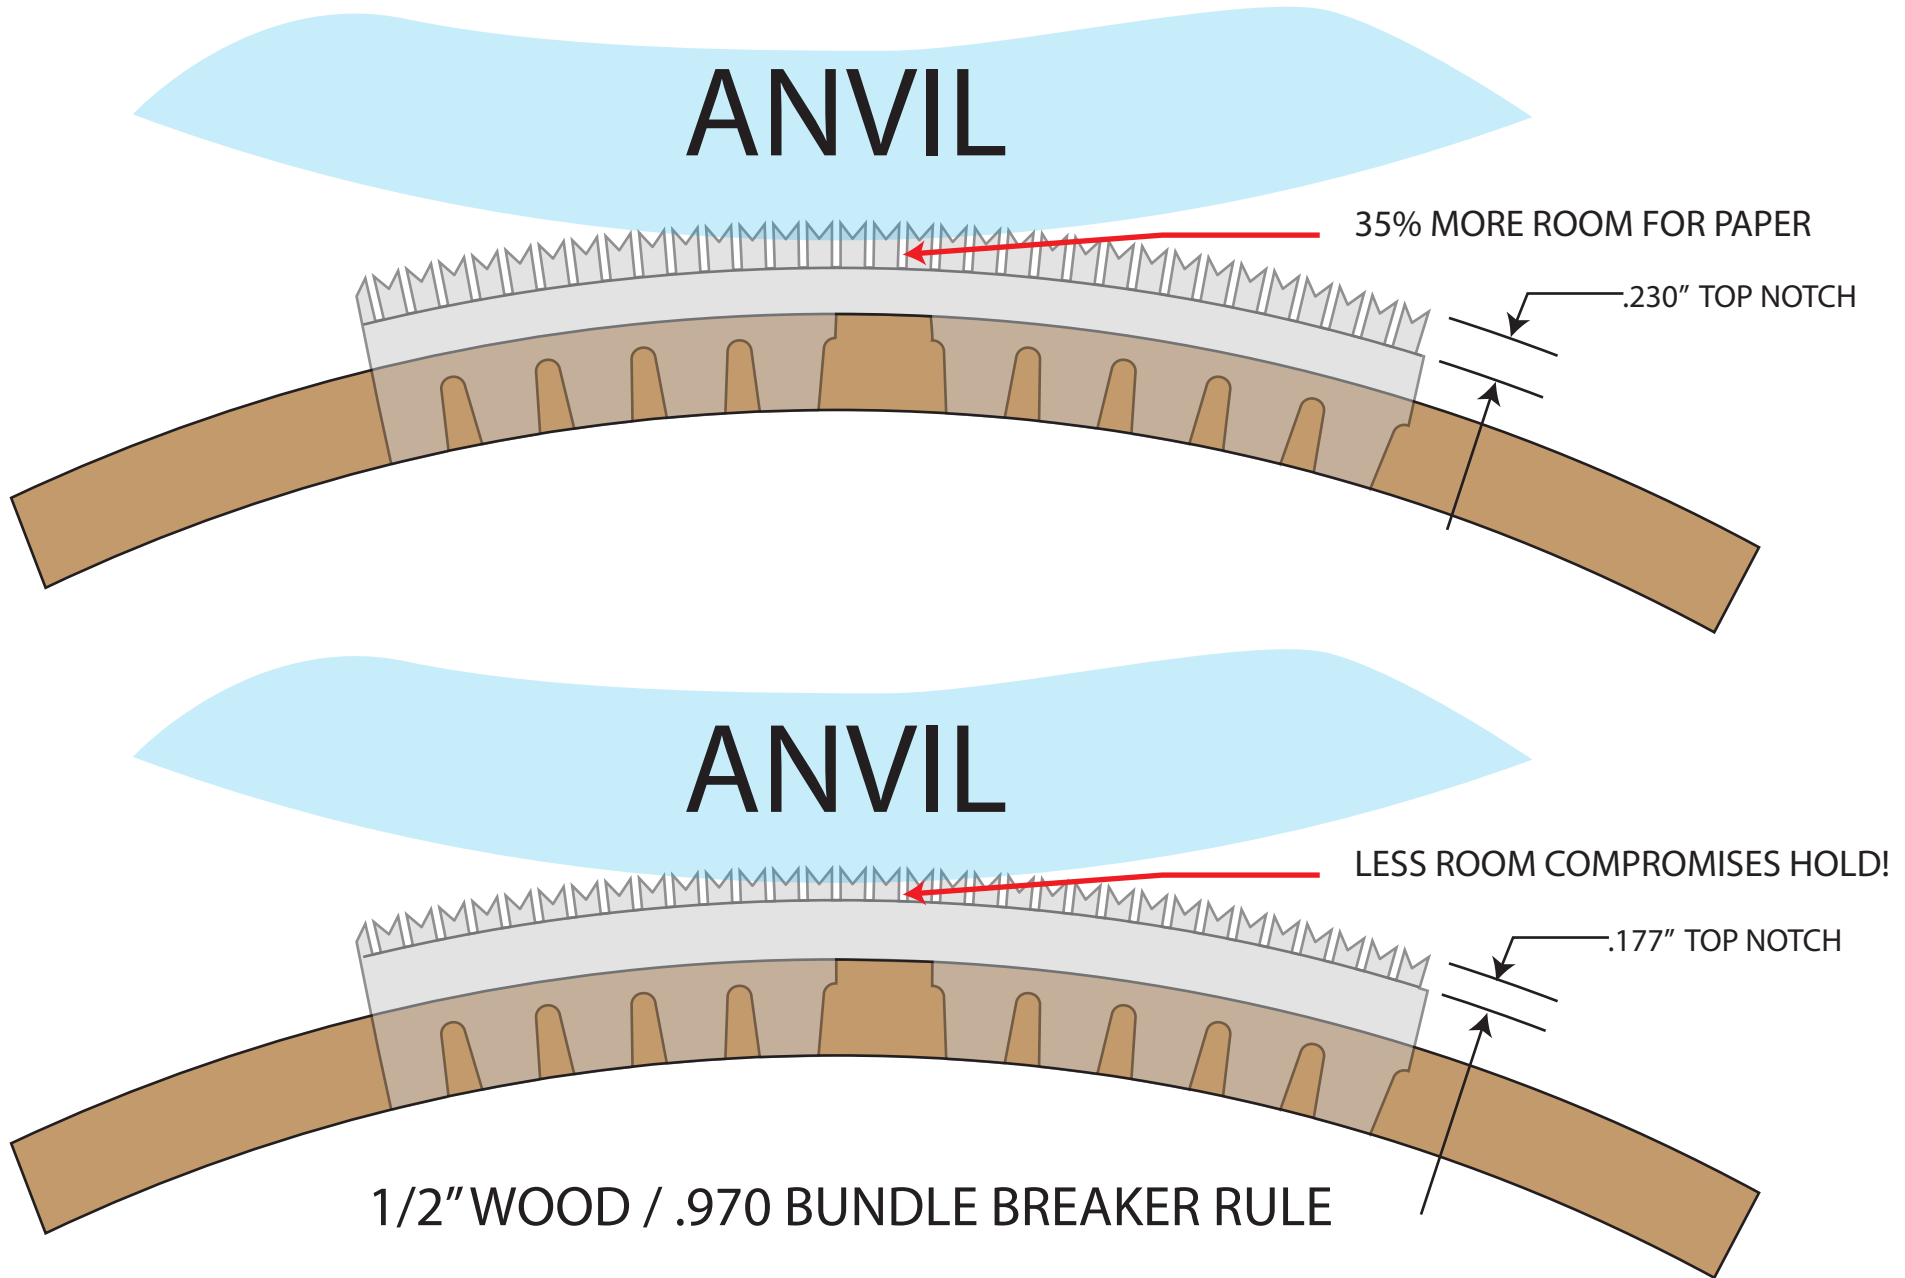 ANVIL
35% MORE ROOM FOR PAPER
.230” TOP NOTCH
ANVIL
LESS ROOM COMPROMISES HOLD!
.177” TOP NOTCH
1/2” WOOD / .970 BUNDLE BREAKER RULE